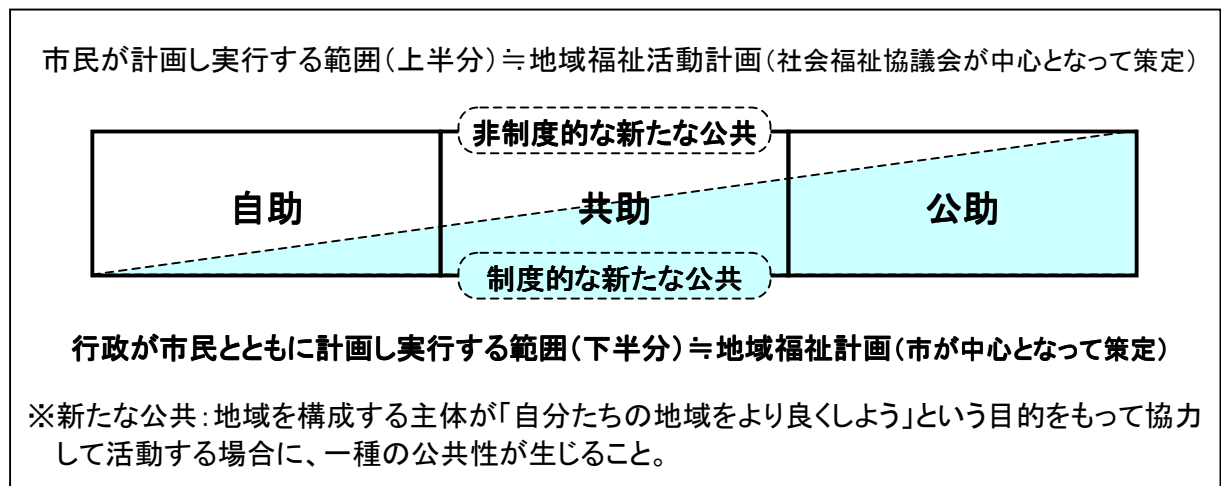 市民が計画し実行する範囲(上半分)≒地域福祉活動計画(社会福祉協議会が中心となって策定)
非制度的な新たな公共
自助
共助
公助
制度的な新たな公共
行政が市民とともに計画し実行する範囲(下半分)≒地域福祉計画(市が中心となって策定)
※新たな公共:地域を構成する主体が「自分たちの地域をより良くしよう」という目的をもって協力
して活動する場合に、一種の公共性が生じること。